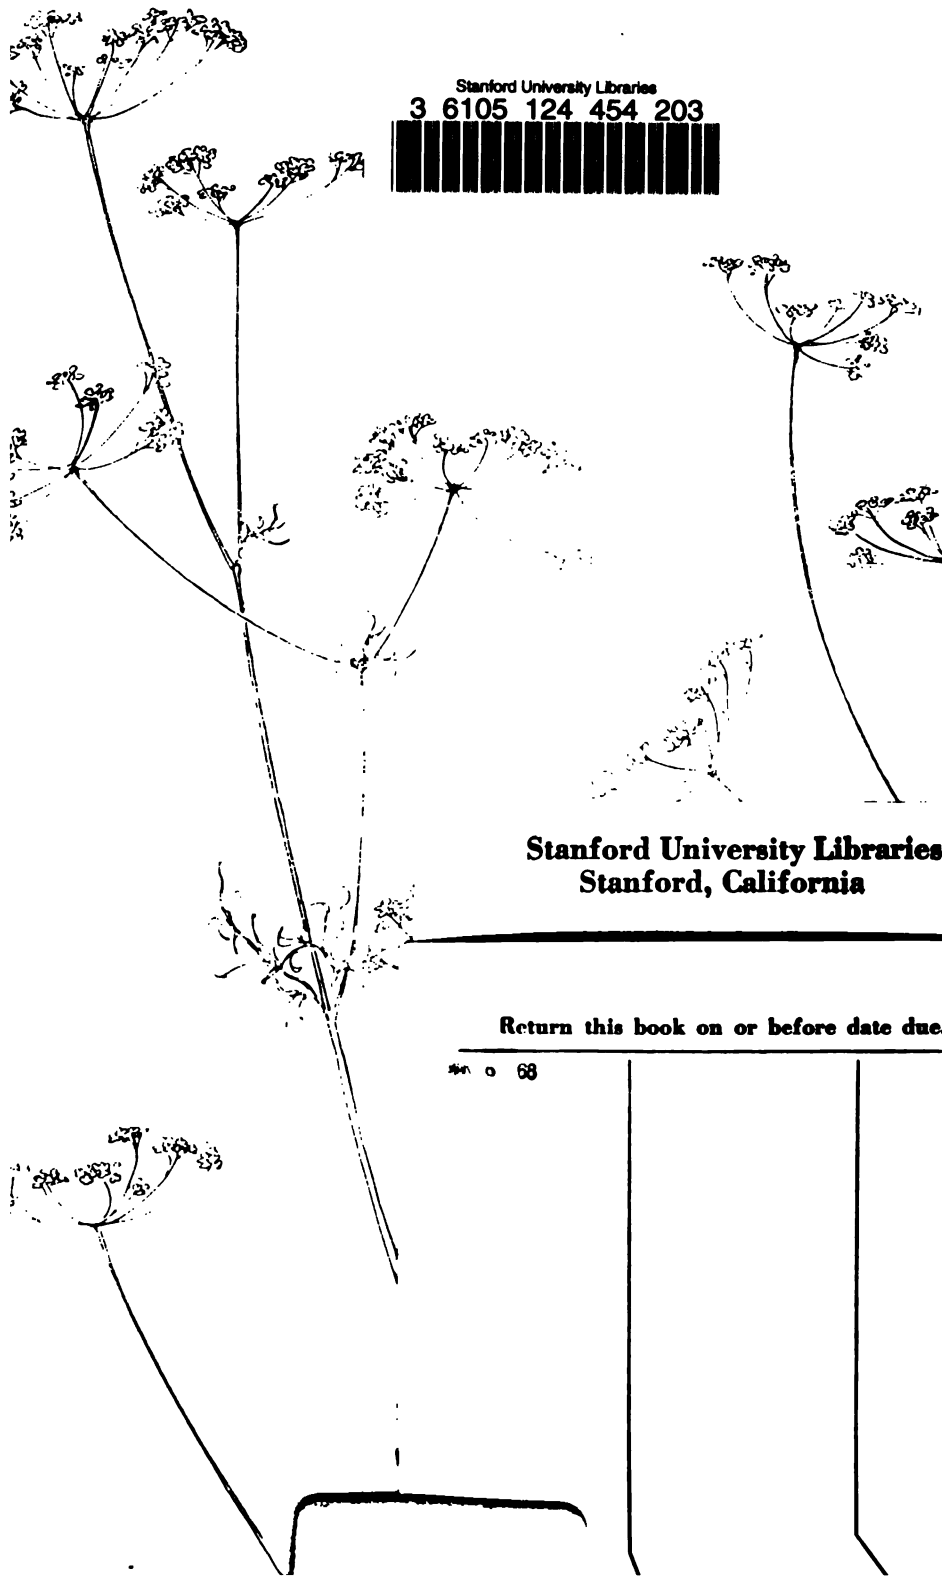 Stanford University Libraries
3 6105 124 454 203
Stanford University Libraries
Stanford, California
Return this book on or before date due.
68